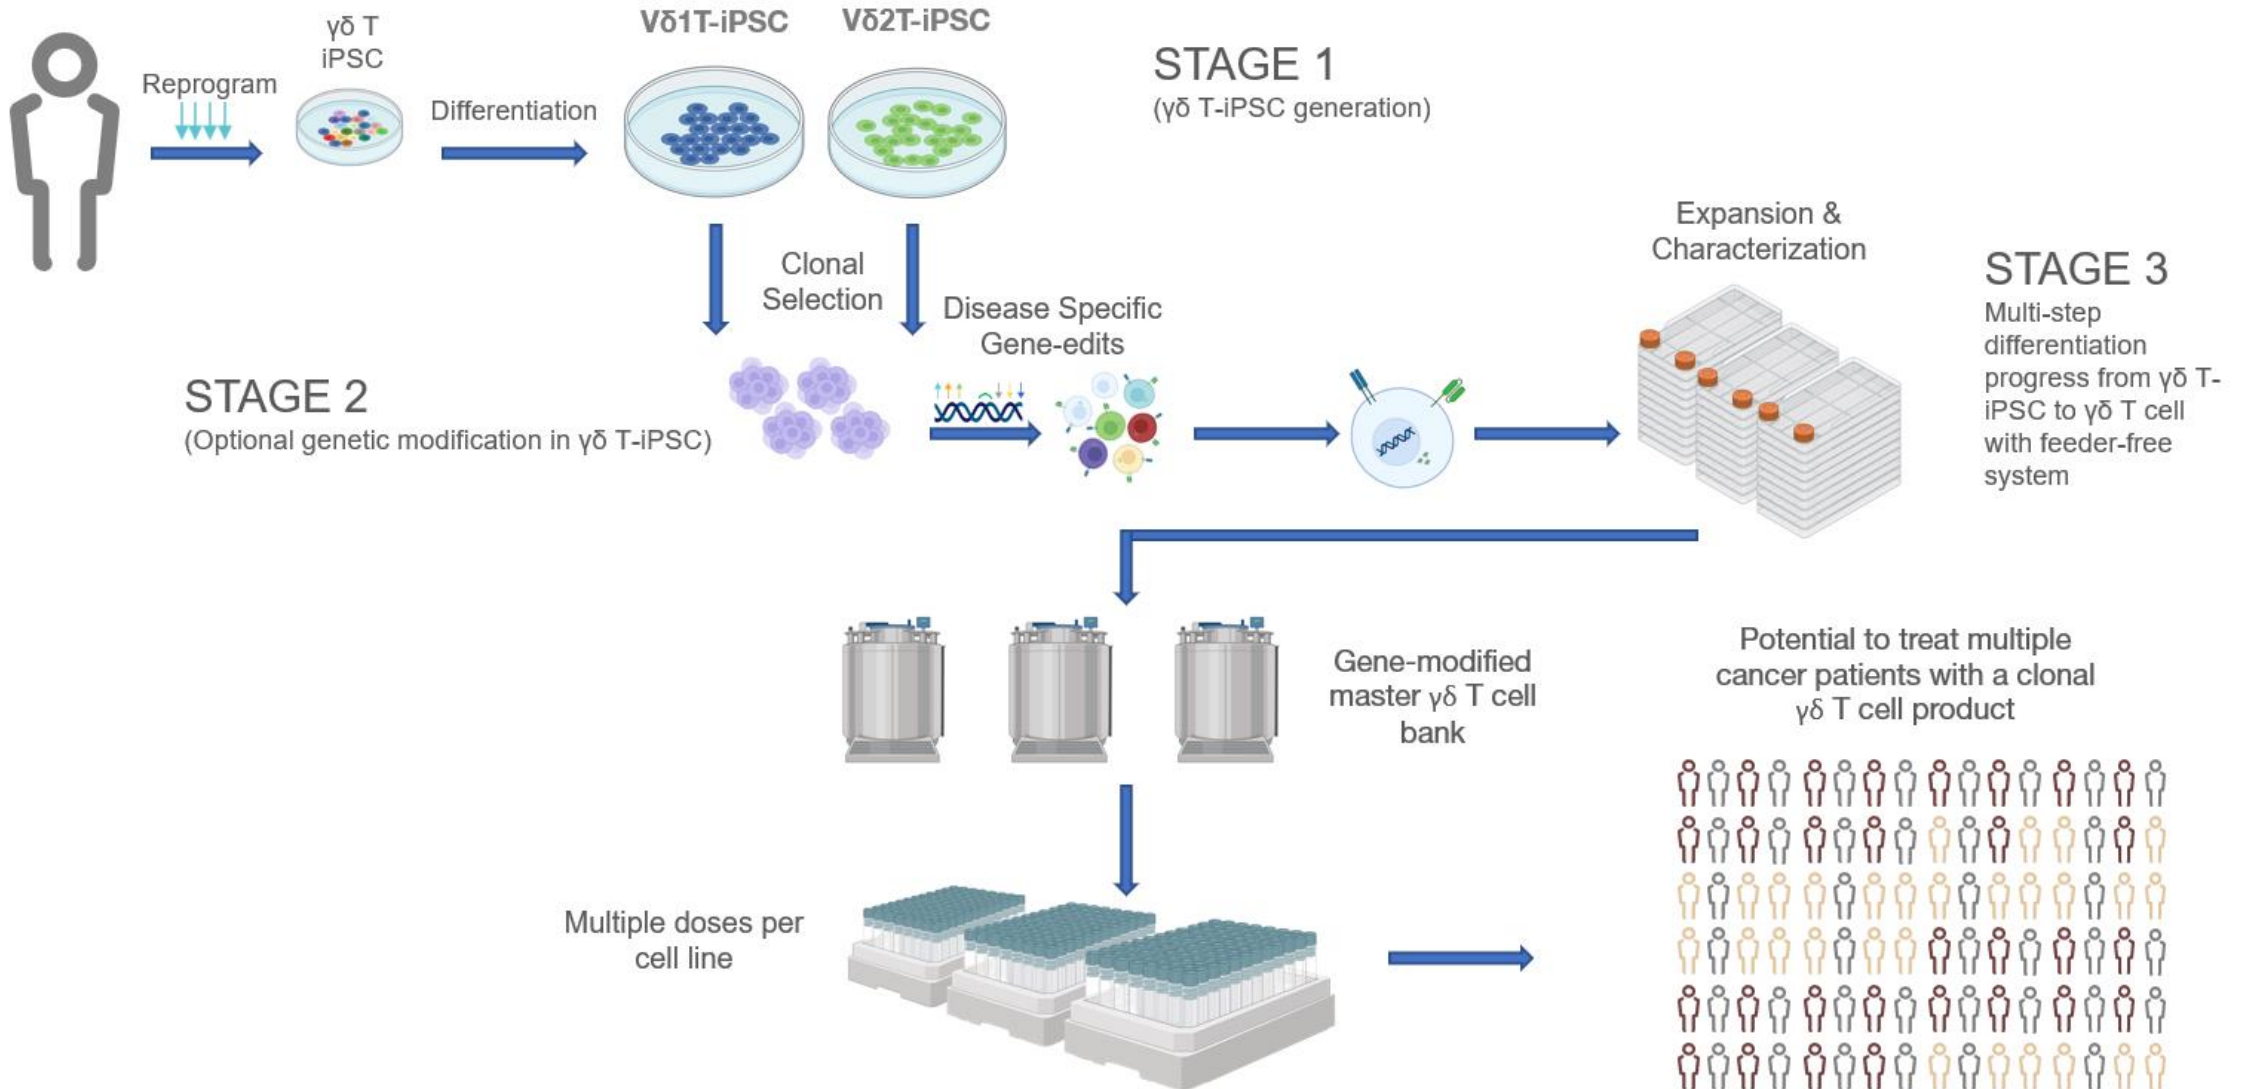 γδ T
iPSC
Reprogram
Differentiation
Vδ1T-iPSC
Vδ2T-iPSC
STAGE 1
(γδ T-iPSC generation)
Clonal
Selection
Disease Specific
Gene-edits
STAGE 2
(Optional genetic modification in γδ T-iPSC)
Expansion &
Characterization
STAGE 3
Multi-step
differentiation
progress from γδ T-
iPSC to γδ T cell
with feeder-free
system
Gene-modified
master γδ T cell
bank
Potential to treat multiple
cancer patients with a clonal
γδ T cell product
Multiple doses per
cell line